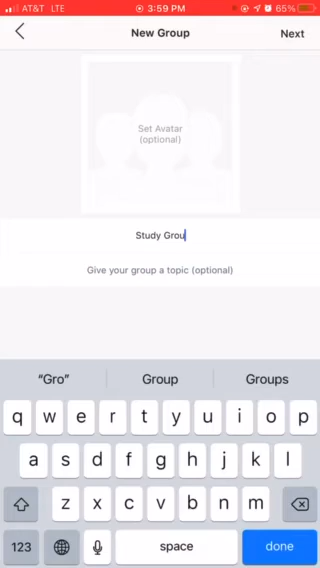 AT&T LTE 3:59 PM 65%
New Group Next
Set Avatar
(optional)
Study Grou
Give your group a topic (optional)
“Gro” Group Groups
q w e r t y u i o p
a s d f g h j k l
z x c v b n m
123 space done